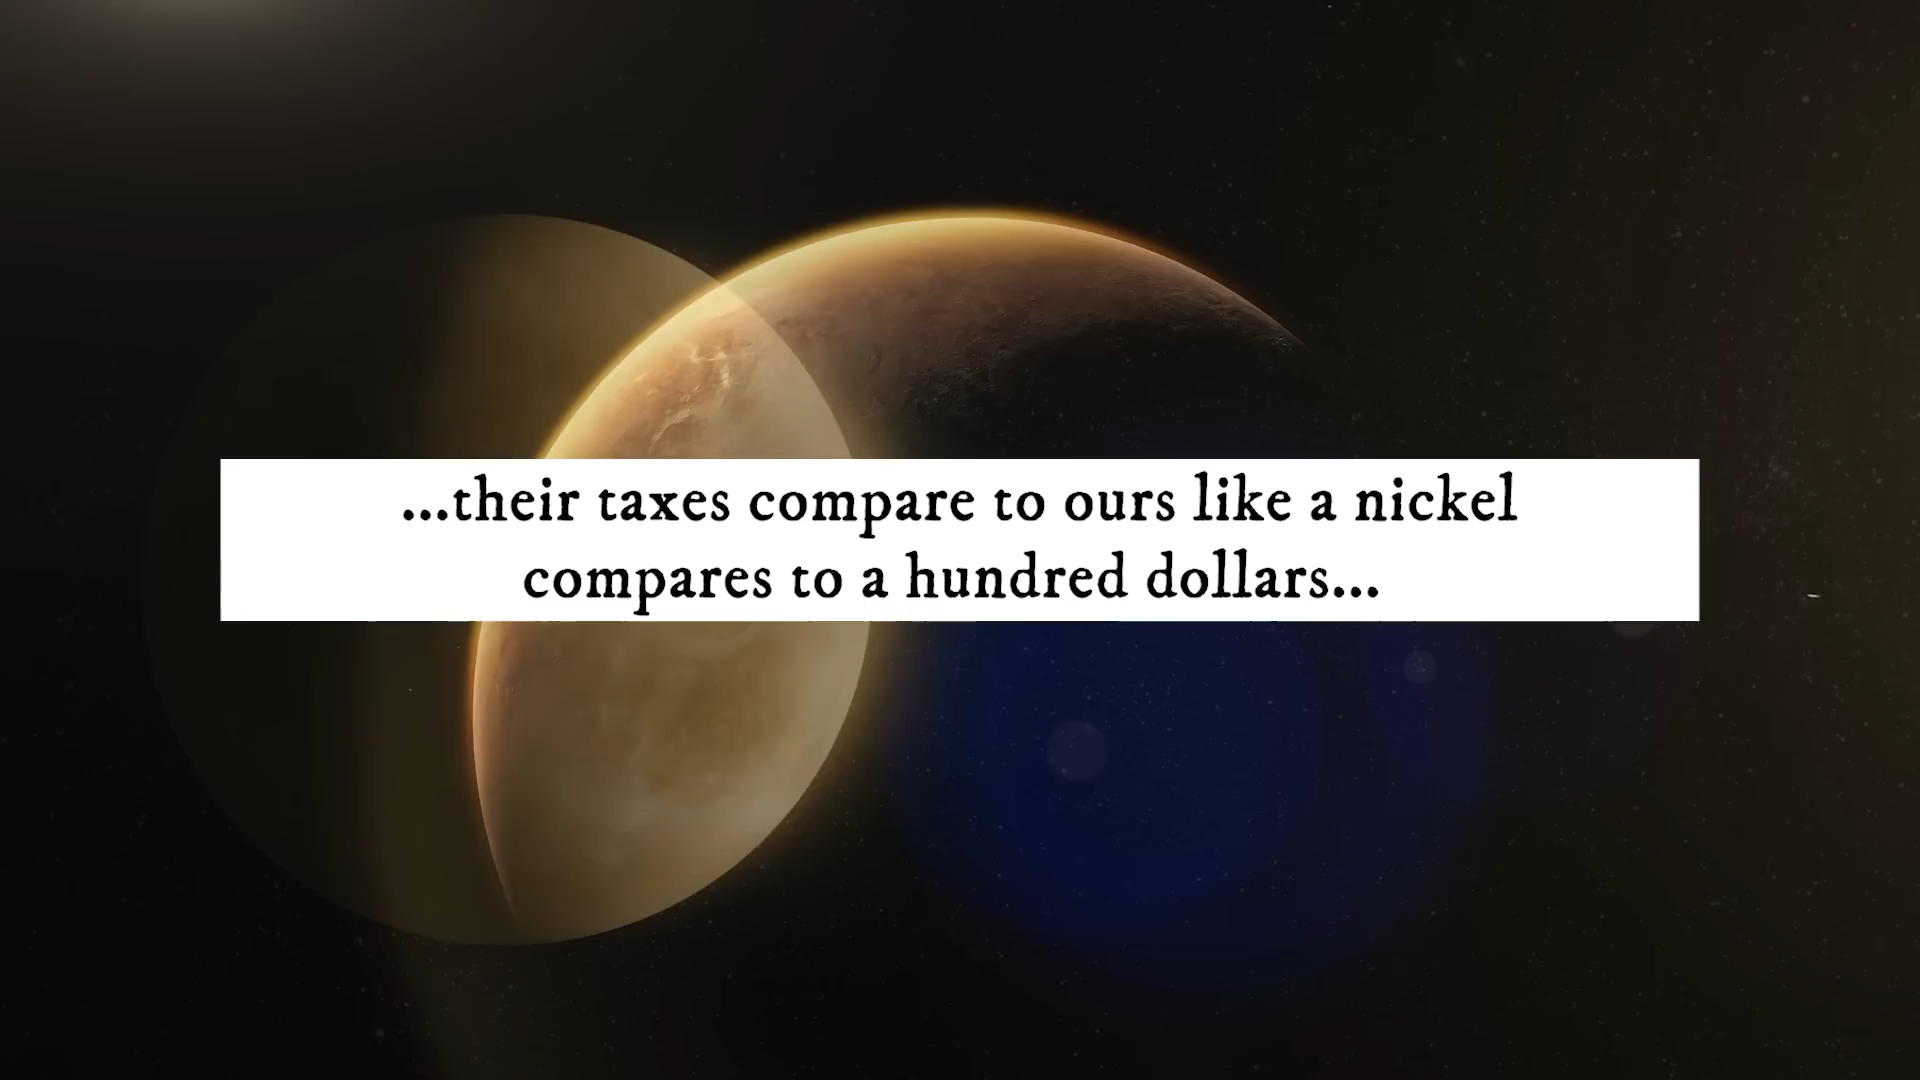 ...their taxes compare to ours like a nickel
compares to a hundred dollars...